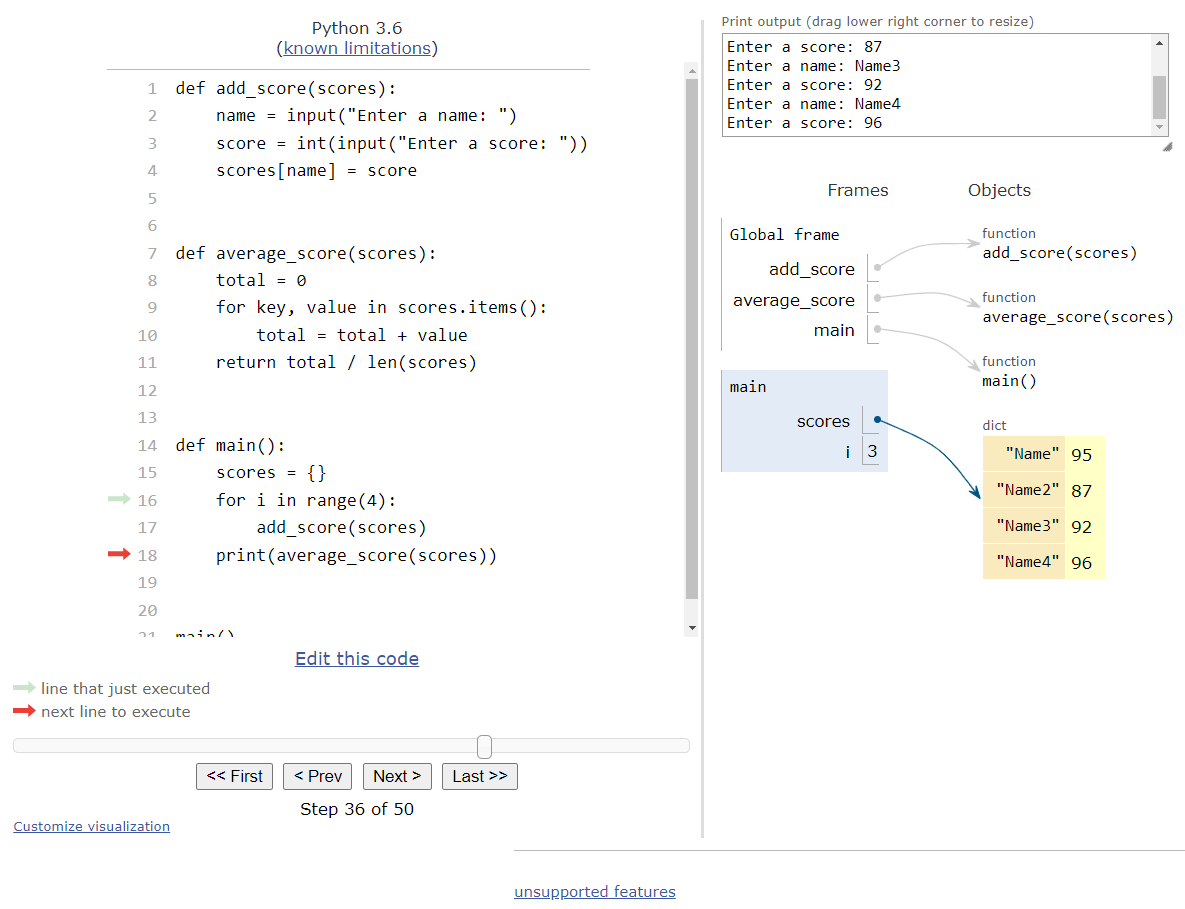 Python 3.6
(known limitations)
1 def add_score(scores):
2     name = input("Enter a name: ")
3     score = int(input("Enter a score: "))
4     scores[name] = score
5
6
7 def average_score(scores):
8     total = 0
9     for key, value in scores.items():
10         total = total + value
11     return total / len(scores)
12
13
14 def main():
15     scores = {}
16     for i in range(4):
17         add_score(scores)
18     print(average_score(scores))
19
20
21 main()
Edit this code
line that just executed
next line to execute
<< First < Prev Next > Last >>
Step 36 of 50
Customize visualization
Print output (drag lower right corner to resize)
Enter a score: 87
Enter a name: Name3
Enter a score: 92
Enter a name: Name4
Enter a score: 96
Frames Objects
Global frame
add_score
average_score
main
function
add_score(scores)
function
average_score(scores)
function
main()
main
scores
i 3
dict
"Name" 95
"Name2" 87
"Name3" 92
"Name4" 96
unsupported features